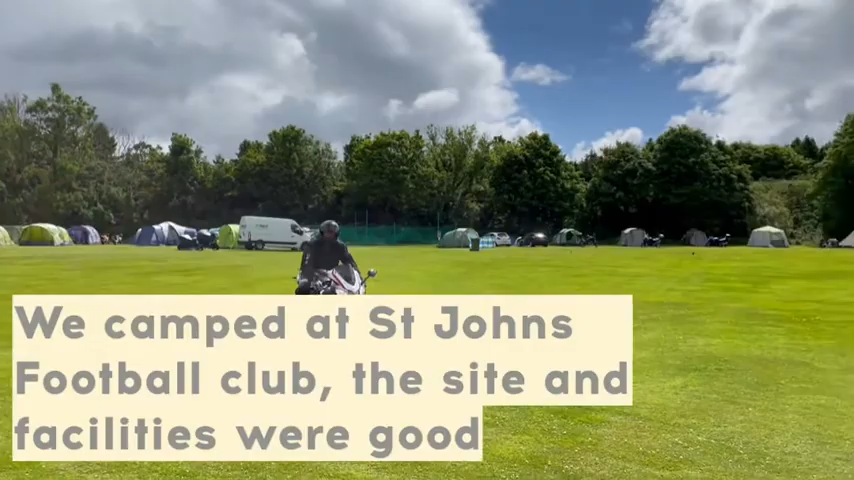 We camped at St Johns
Football club, the site and
facilities were good